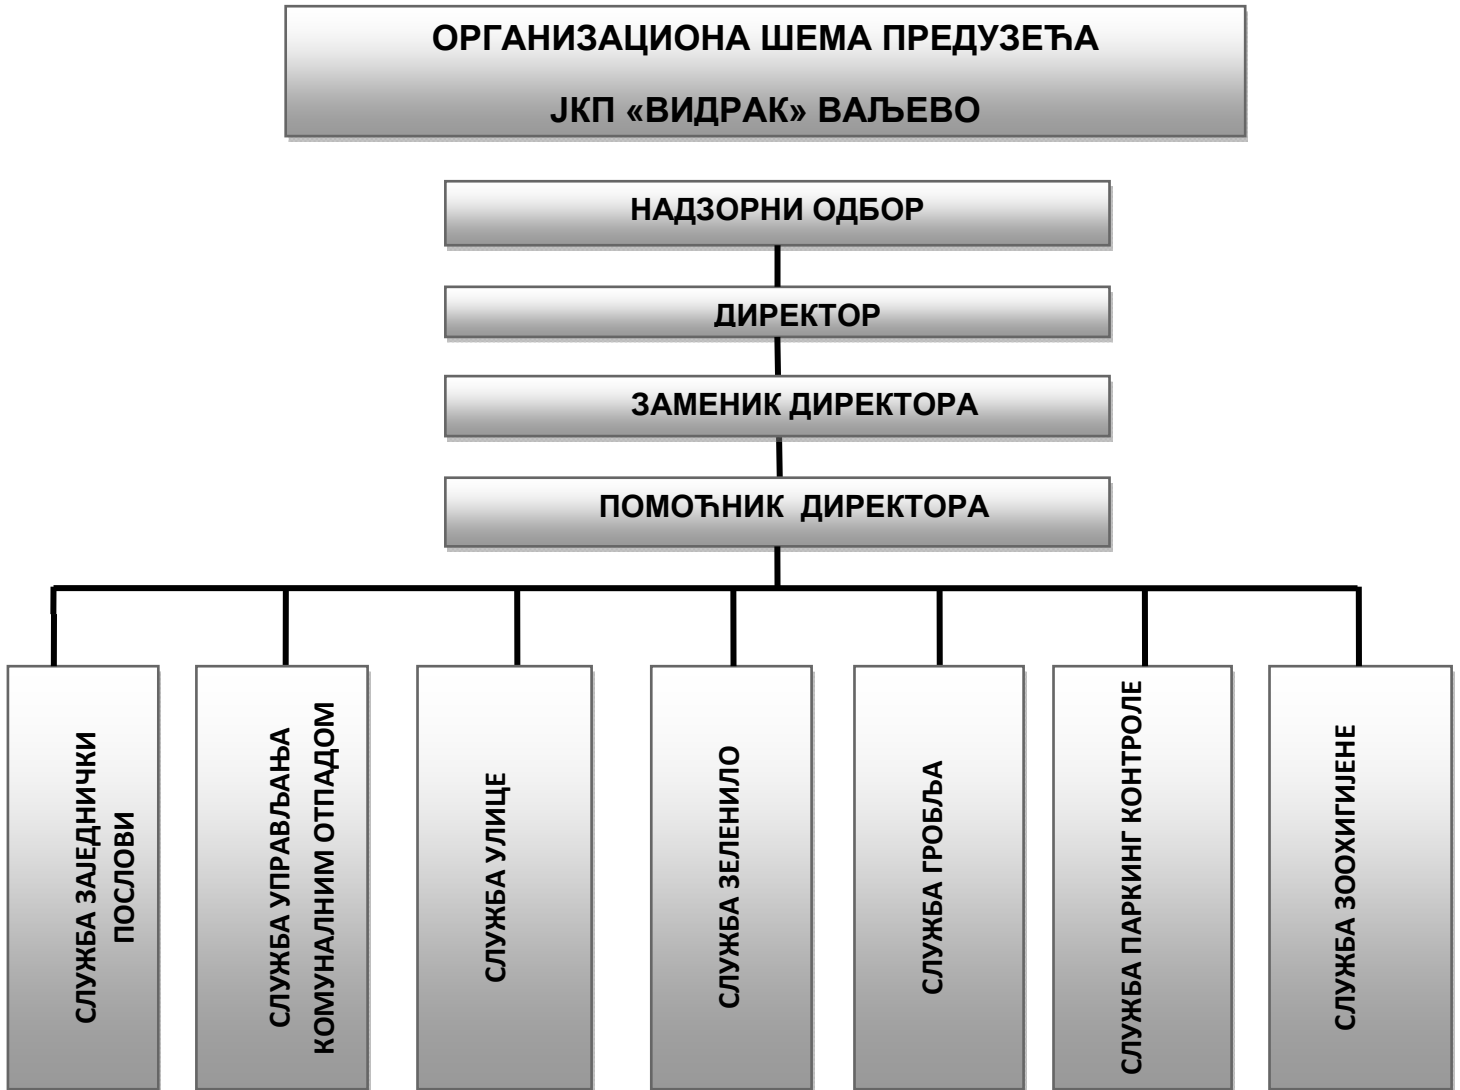 ОРГАНИЗАЦИОНА ШЕМА ПРЕДУЗЕЋА
ЈКП «ВИДРАК» ВАЉЕВО
НАДЗОРНИ ОДБОР
ДИРЕКТОР
ЗАМЕНИК ДИРЕКТОРА
ПОМОЋНИК ДИРЕКТОРА
СЛУЖБА ЗАЈЕДНИЧКИ
ПОСЛОВИ
СЛУЖБА УПРАВЉАЊА
КОМУНАЛНИМ ОТПАДОМ
СЛУЖБА УЛИЦЕ
СЛУЖБА ЗЕЛЕНИЛО
СЛУЖБА ГРОБЉА
СЛУЖБА ПАРКИНГ КОНТРОЛЕ
СЛУЖБА ЗООХИГИЈЕНЕ